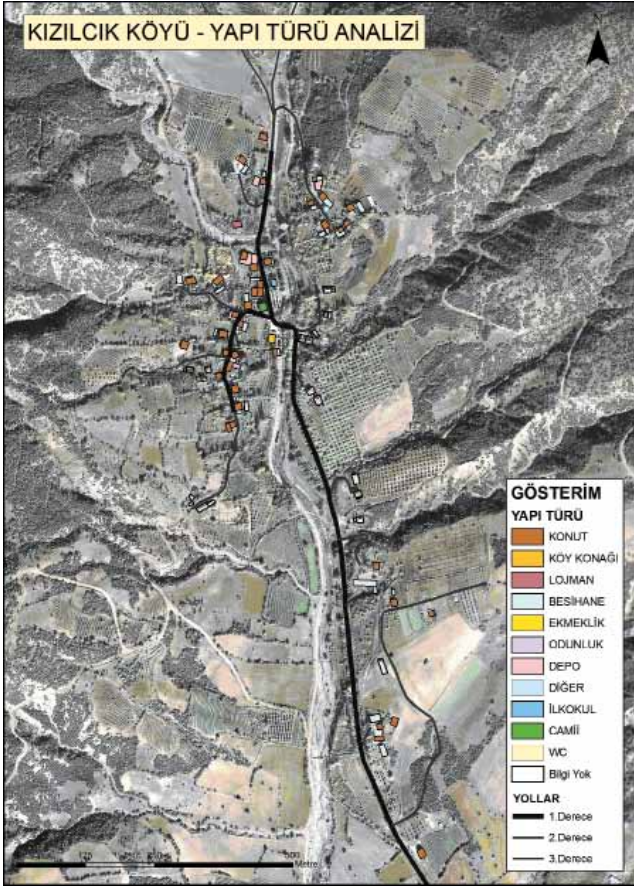 KIZILCIK KÖYÜ - YAPI TÜRÜ ANALİZİ
GÖSTERİM
YAPI TÜRÜ
KONUT
KÖY KONAĞI
LOJMAN
BESİHANE
EKMEKLİK
ODUNLUK
DEPO
DİĞER
İLKOKUL
CAMİİ
WC
Bilgi Yok
YOLLAR
1.Derece
2.Derece
3.Derece
500
Metre